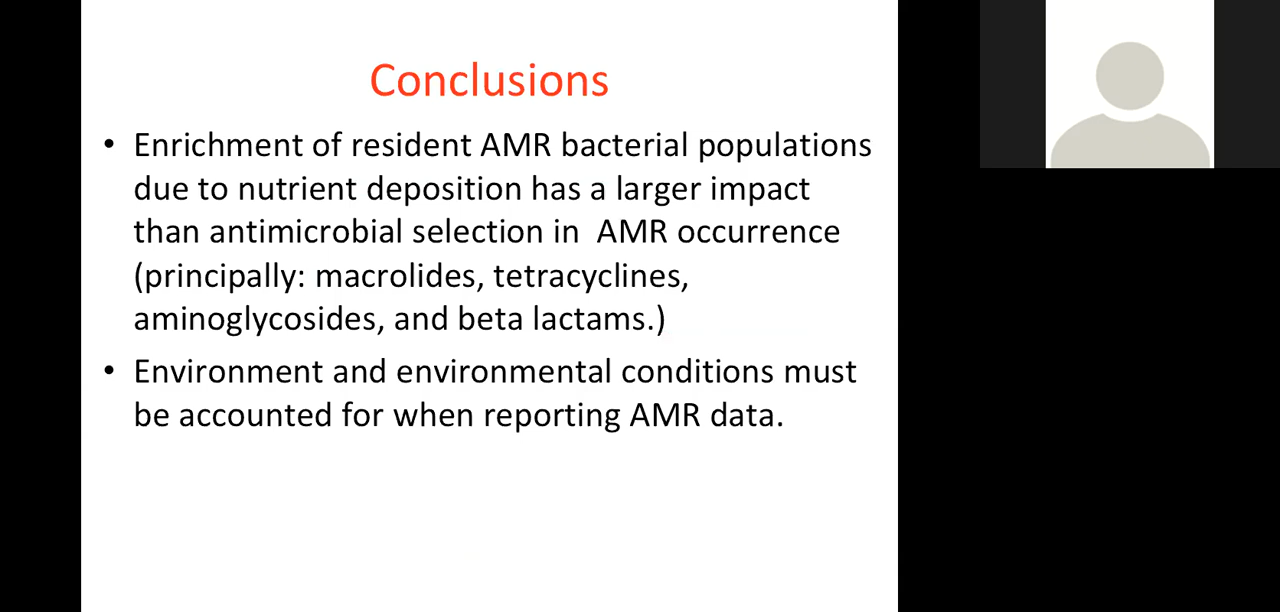 Conclusions
• Enrichment of resident AMR bacterial populations
due to nutrient deposition has a larger impact
than antimicrobial selection in  AMR occurrence
(principally: macrolides, tetracyclines,
aminoglycosides, and beta lactams.)
• Environment and environmental conditions must
be accounted for when reporting AMR data.